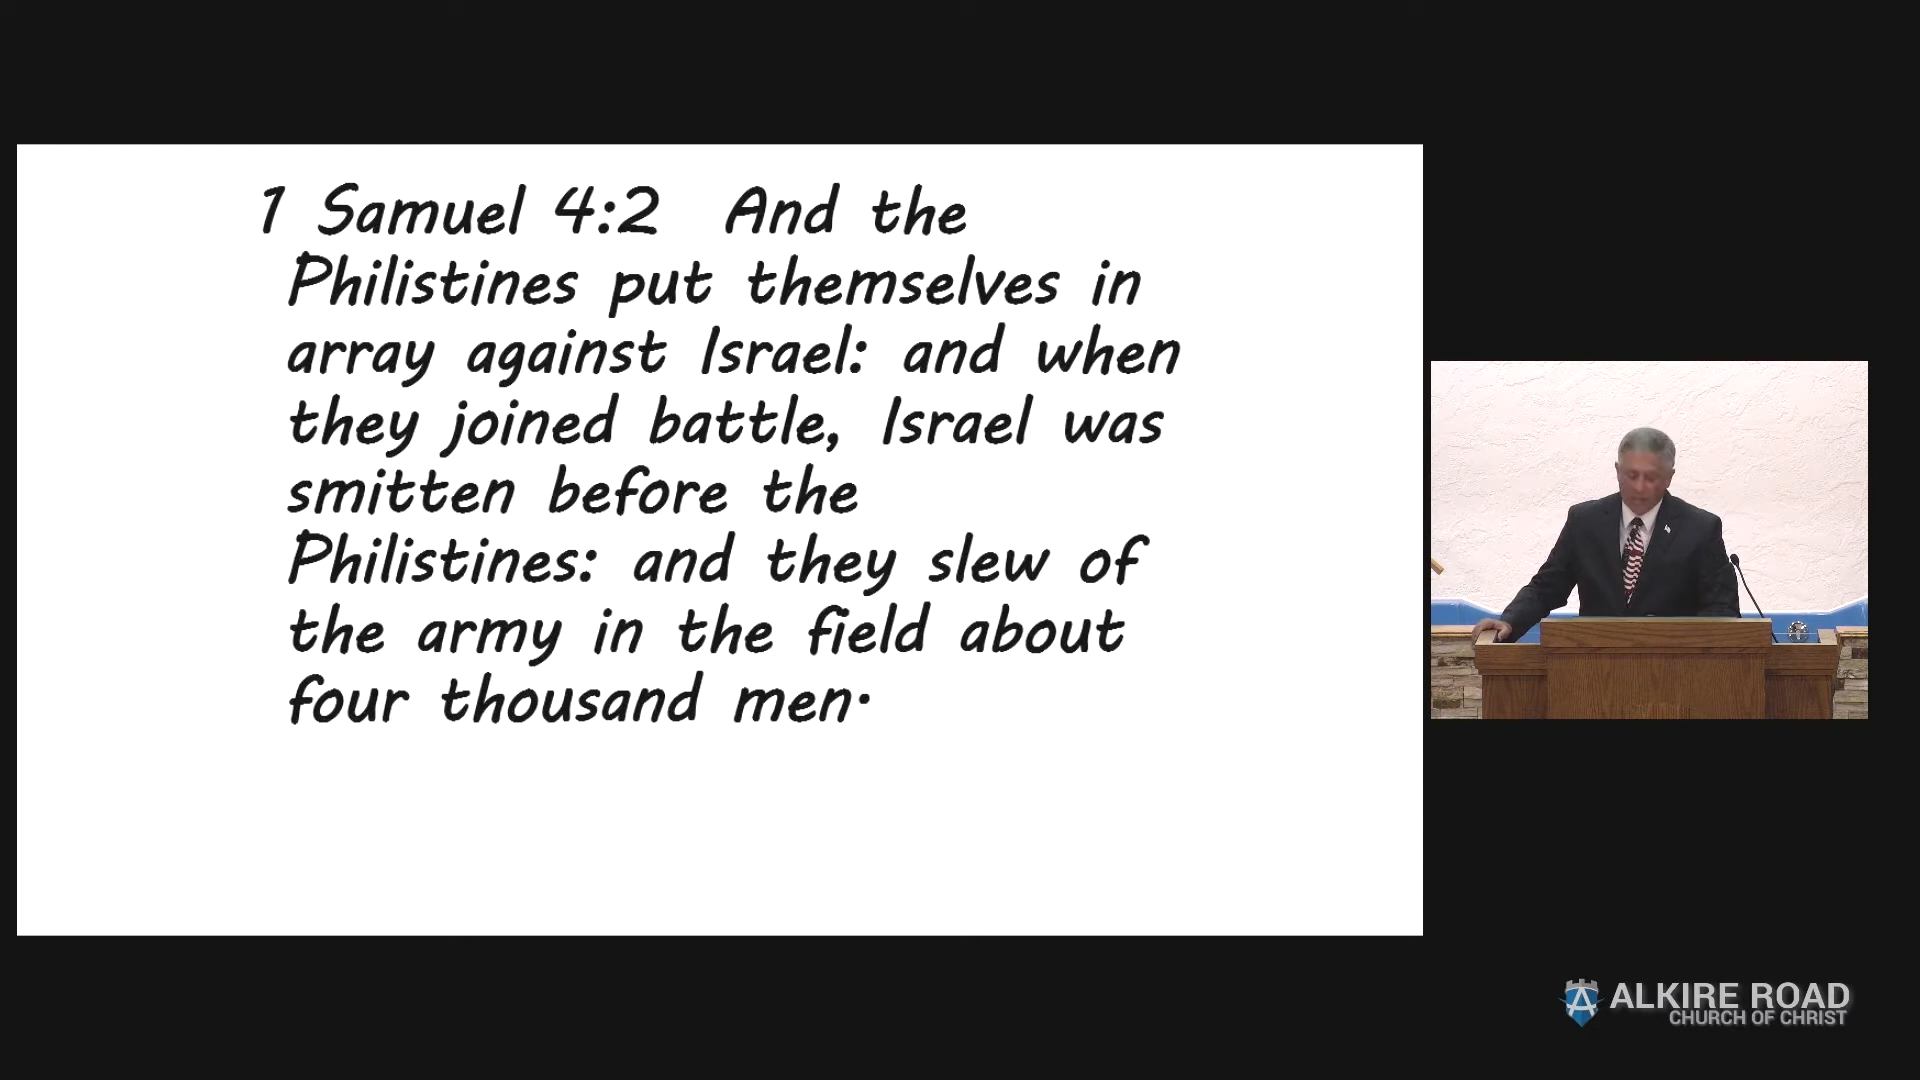 1 Samuel 4:2 And the
Philistines put themselves in
array against Israel: and when
they joined battle, Israel was
smitten before the
Philistines: and they slew of
the army in the field about
four thousand men.
ALKIRE ROAD
CHURCH OF CHRIST